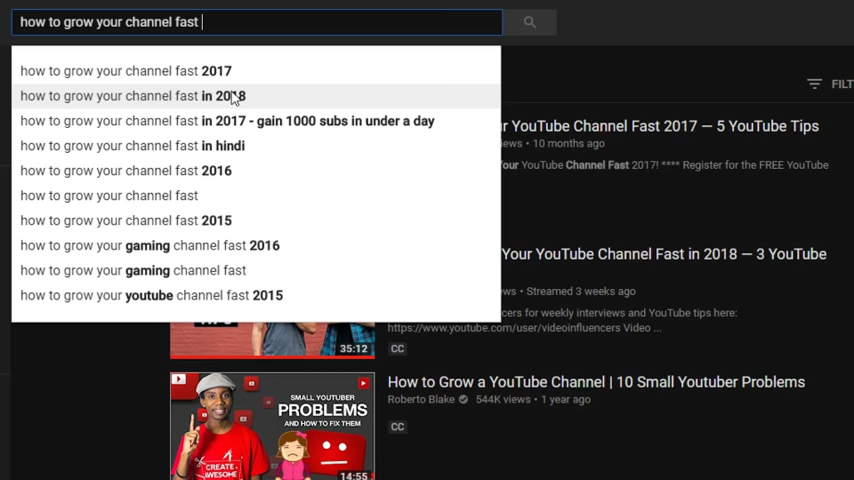 how to grow your channel fast
how to grow your channel fast 2017
how to grow your channel fast in 2018
how to grow your channel fast in 2017 - gain 1000 subs in under a day
how to grow your channel fast in hindi
how to grow your channel fast 2016
how to grow your channel fast
how to grow your channel fast 2015
how to grow your gaming channel fast 2016
how to grow your gaming channel fast
how to grow your youtube channel fast 2015
FILT
YouTube Channel Fast 2017 — 5 YouTube Tips
• 10 months ago
YouTube Channel Fast 2017! **** Register for the FREE YouTube
Your YouTube Channel Fast in 2018 — 3 YouTube
• Streamed 3 weeks ago
for weekly interviews and YouTube tips here:
https://www.youtube.com/user/videoinfluencers Video ...
35:12
CC
How to Grow a YouTube Channel | 10 Small Youtuber Problems
Roberto Blake 544K views • 1 year ago
CC
SMALL YOUTUBER
PROBLEMS
AND HOW TO FIX THEM
CREATE
AWESOME
14:55